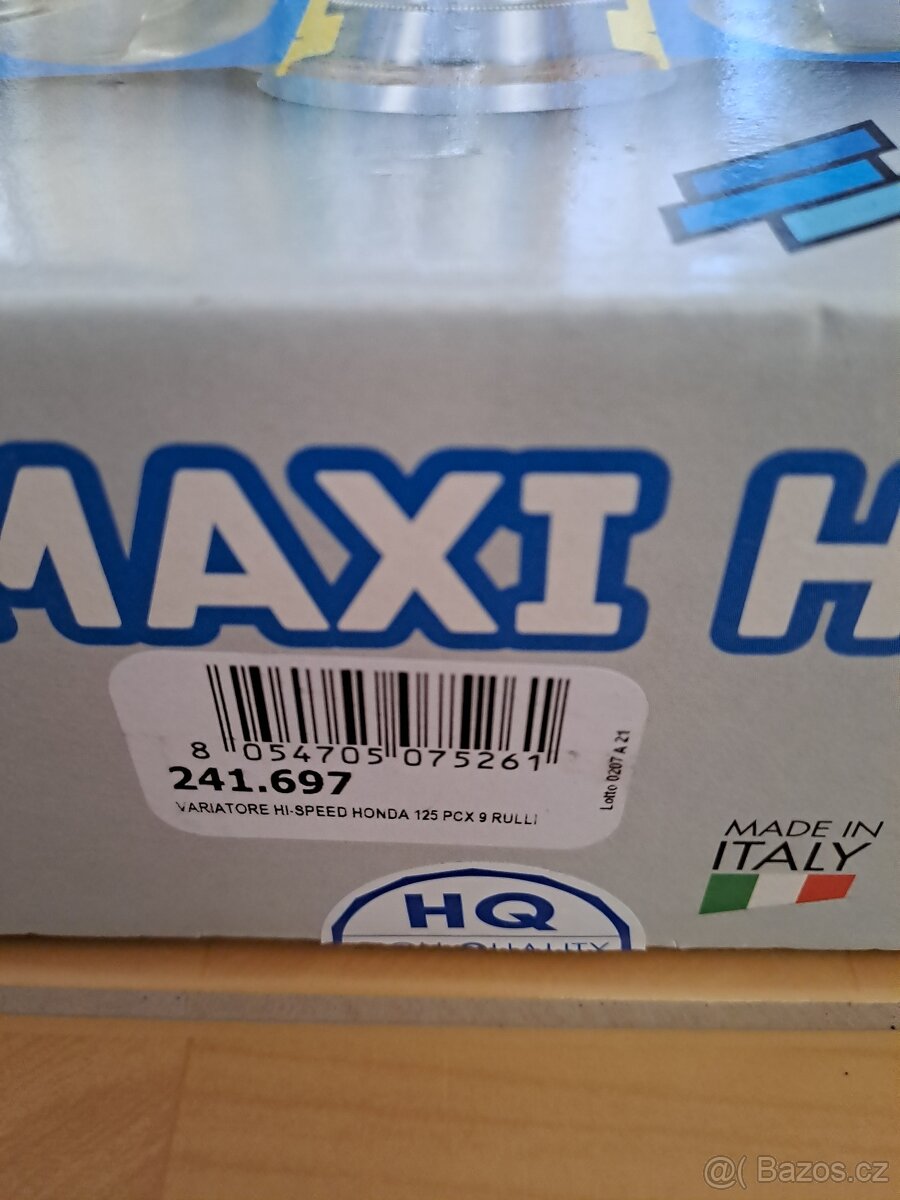 MAXI H
8 054705 075261
241.697
VARIATORE HI-SPEED HONDA 125 PCX 9 RULLI
Lotto 0207 A 21
MADE IN
ITALY
HQ
QUALITY
@( Bazos.cz